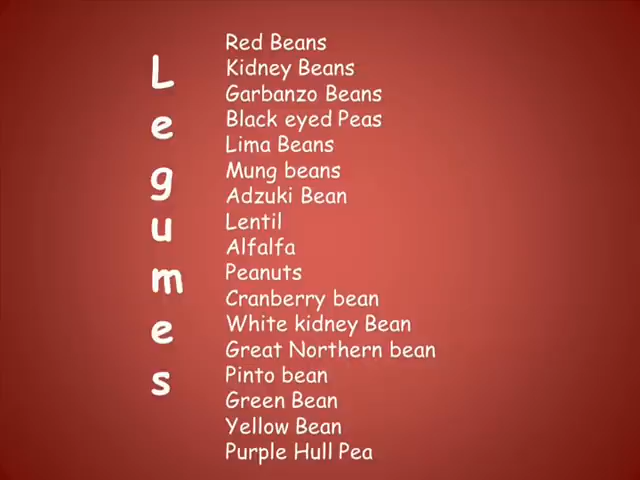 Legumes
Red Beans
Kidney Beans
Garbanzo Beans
Black eyed Peas
Lima Beans
Mung beans
Adzuki Bean
Lentil
Alfalfa
Peanuts
Cranberry bean
White kidney Bean
Great Northern bean
Pinto bean
Green Bean
Yellow Bean
Purple Hull Pea